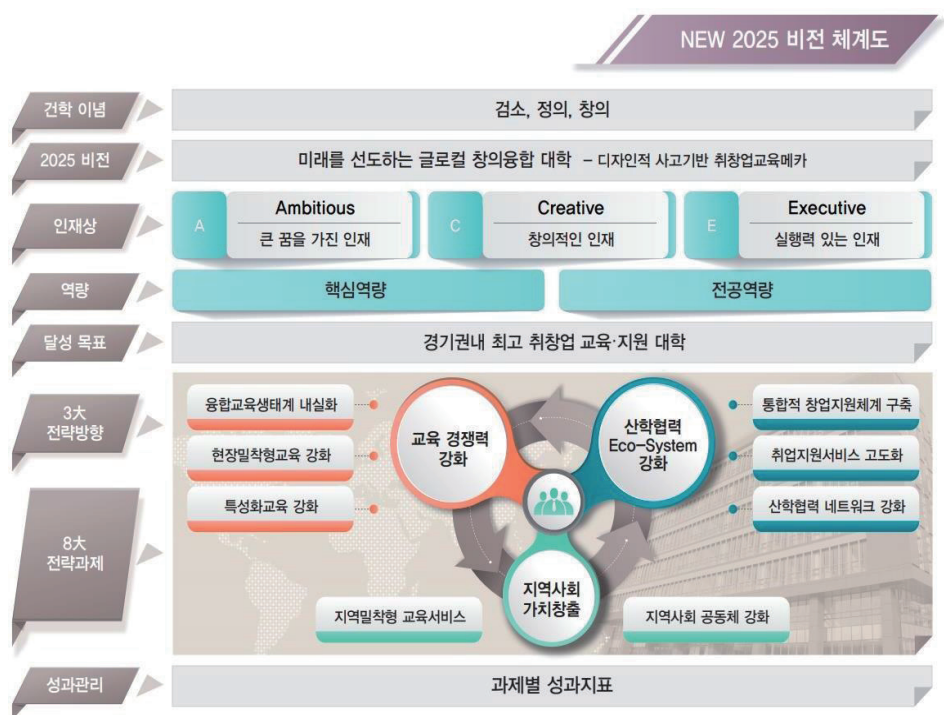 NEW 2025 비전 체계도
건학 이념
검소, 정의, 창의
2025 비전
미래를 선도하는 글로컬 창의융합 대학 – 디자인적 사고기반 취창업교육메카
인재상
A
Ambitious
큰 꿈을 가진 인재
C
Creative
창의적인 인재
E
Executive
실행력 있는 인재
역량
핵심역량
전공역량
달성 목표
경기권내 최고 취창업 교육·지원 대학
3大
전략방향
교육 경쟁력
강화
산학협력
Eco-System
강화
지역사회
가치창출
8大
전략과제
융합교육생태계 내실화
현장밀착형교육 강화
특성화교육 강화
통합적 창업지원체계 구축
취업지원서비스 고도화
산학협력 네트워크 강화
지역밀착형 교육서비스
지역사회 공동체 강화
성과관리
과제별 성과지표